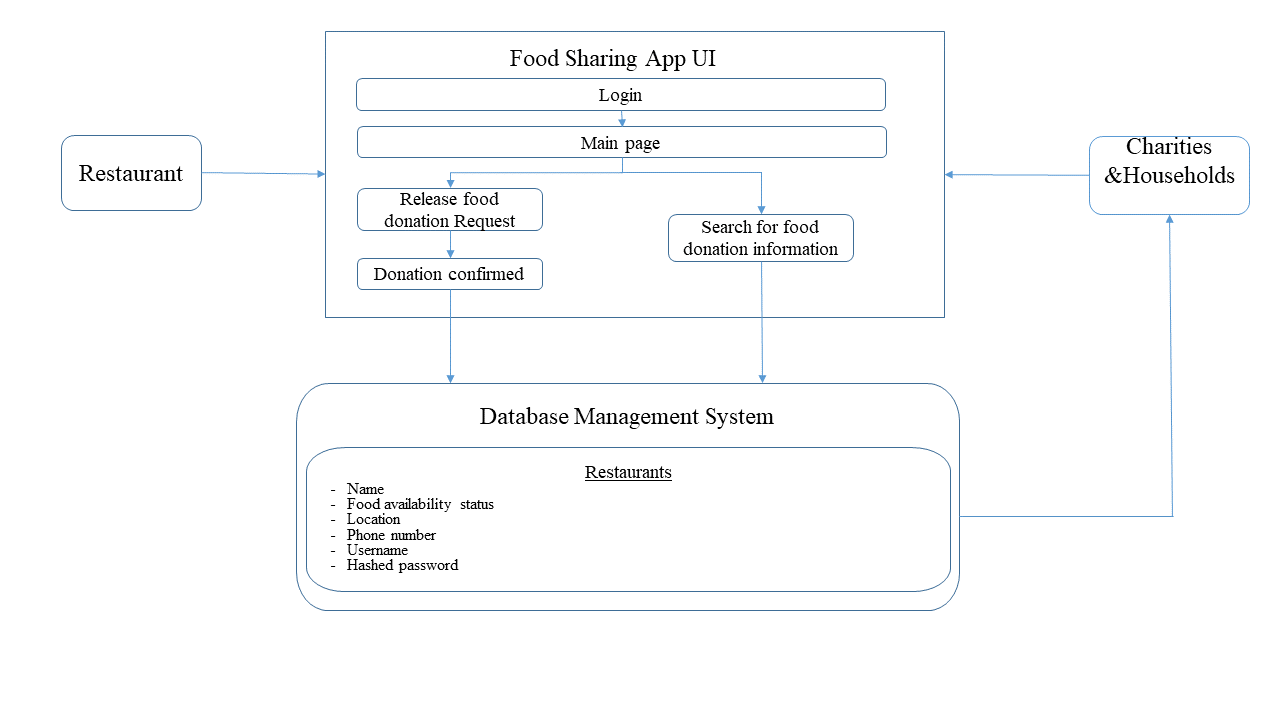 Food Sharing App UI
Login
Main page
Restaurant
Charities
&Households
Release food
donation Request
Search for food
donation information
Donation confirmed
Database Management System
Restaurants
- Name
- Food availability status
- Location
- Phone number
- Username
- Hashed password